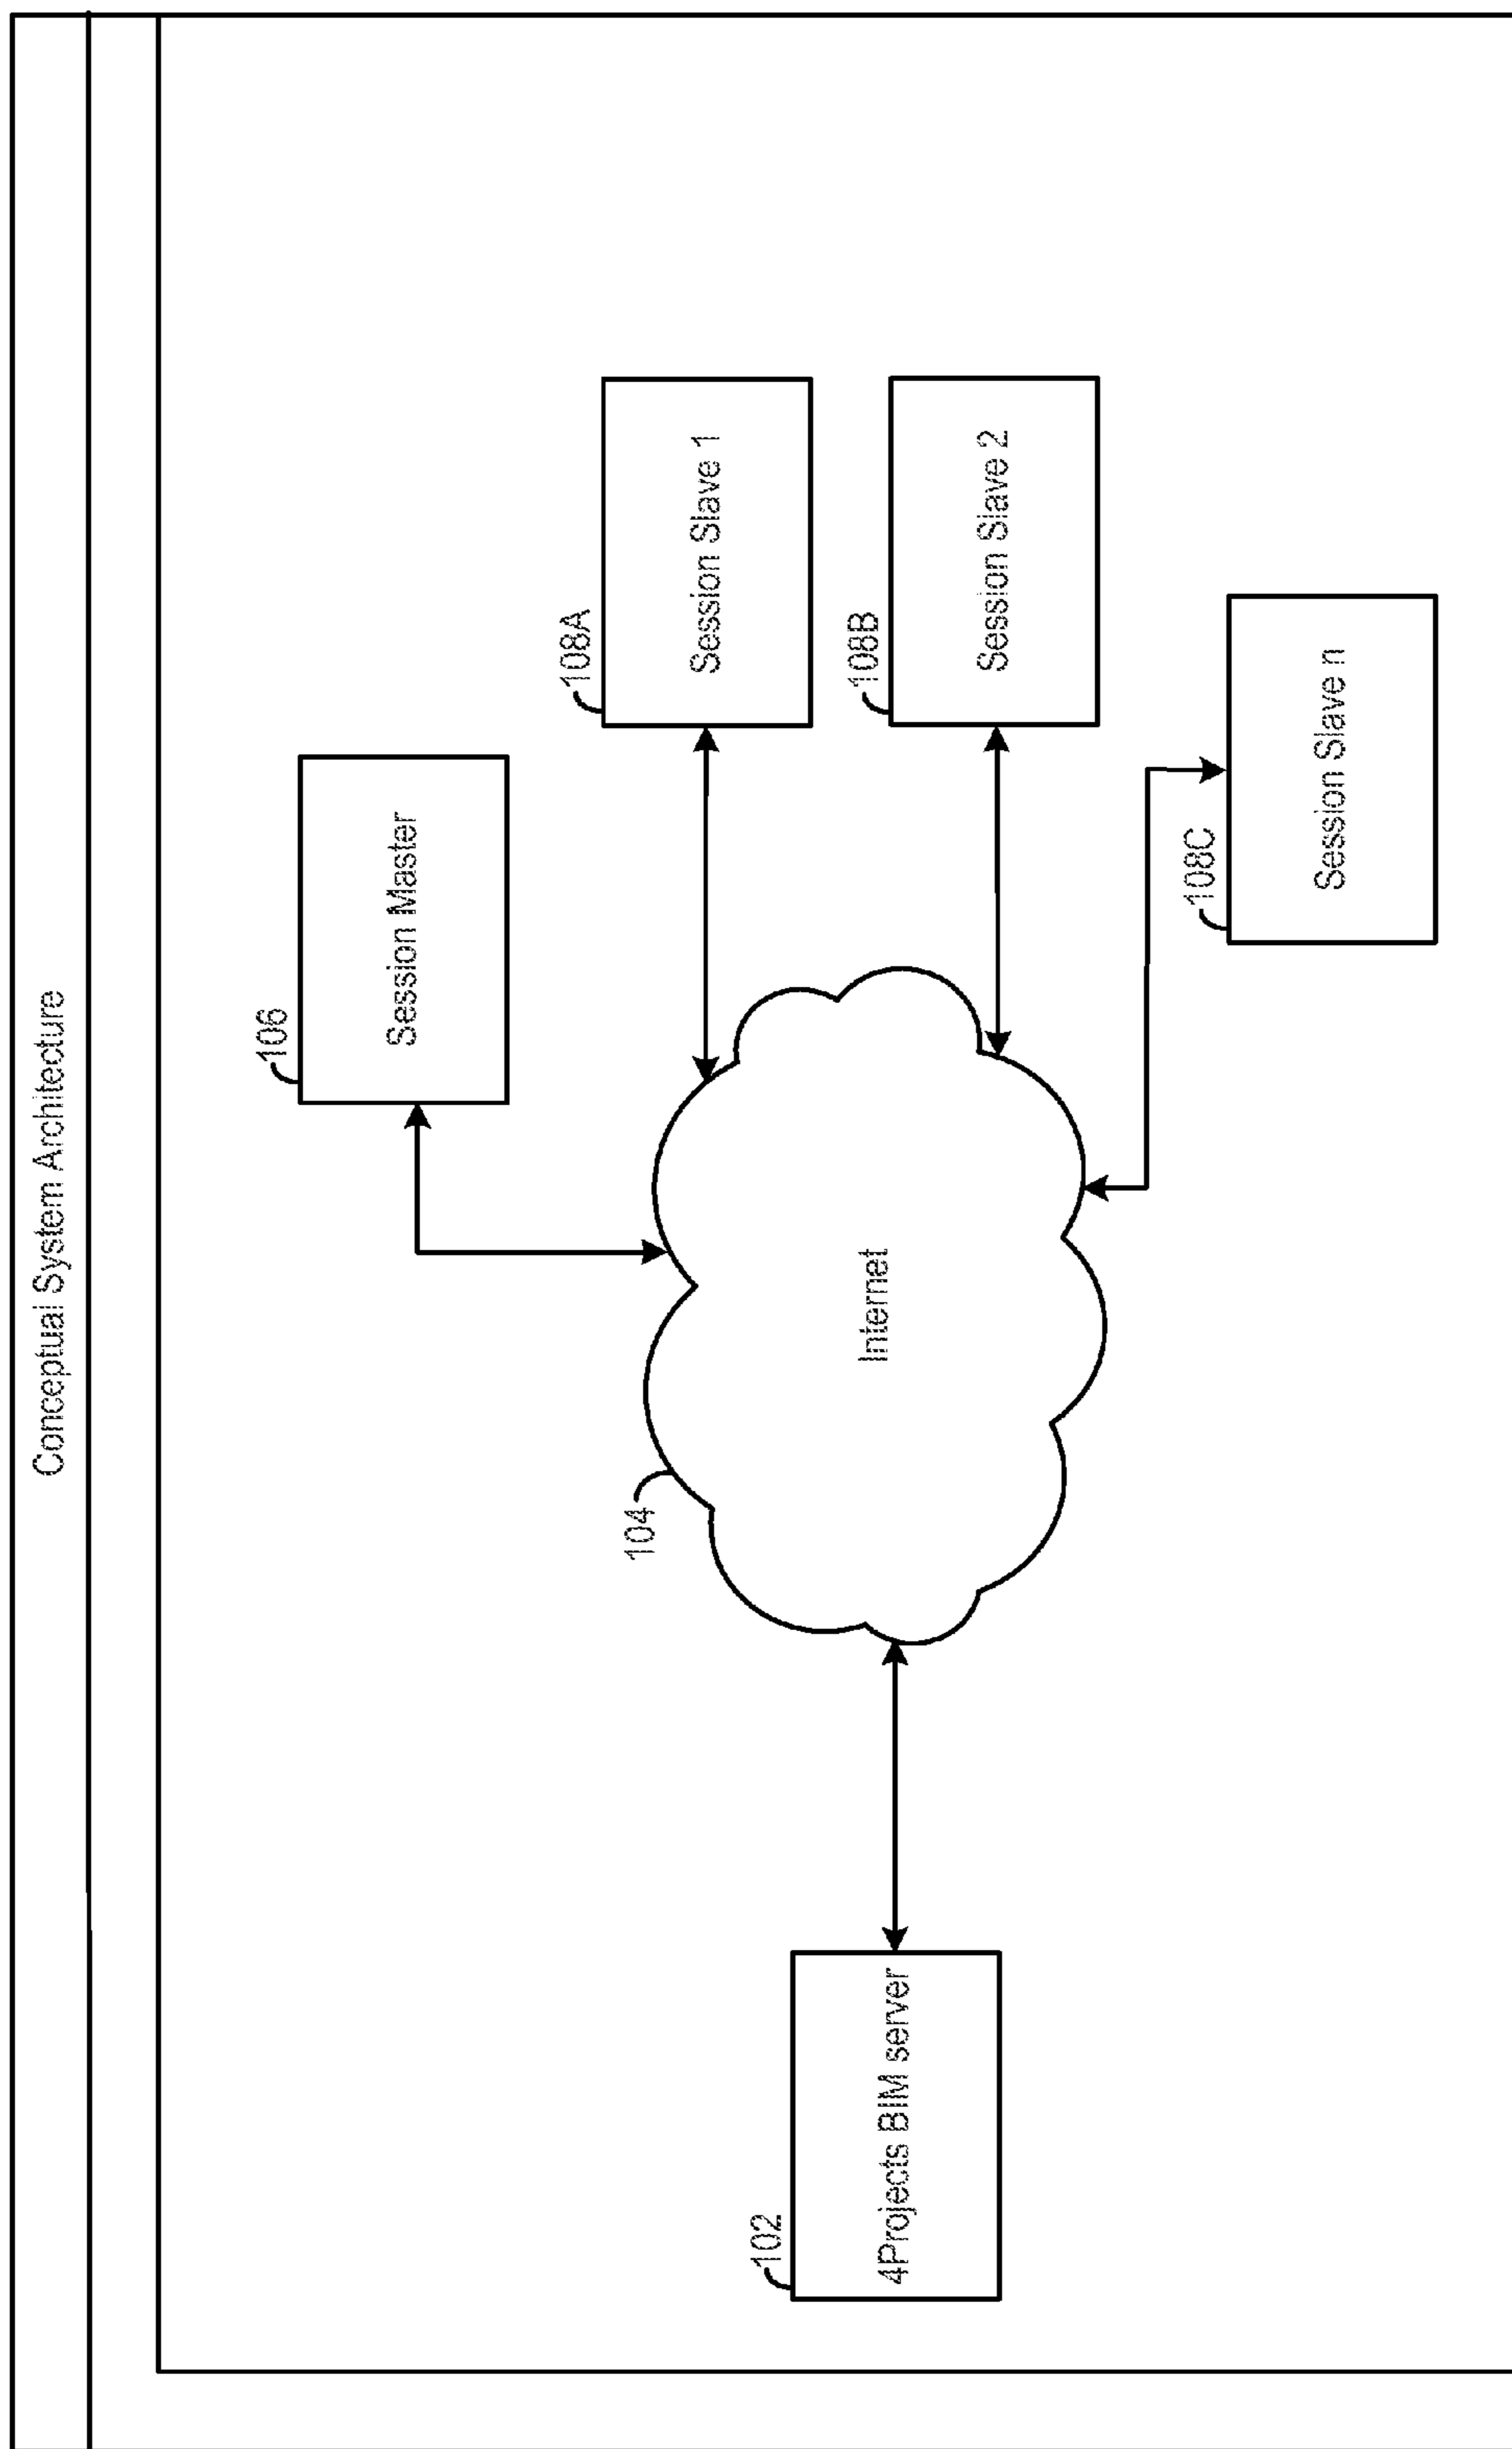 Conceptual System Architecture
106
Session Master
108A
Session Slave 1
104
Internet
102
4Projects BIM server
108B
Session Slave 2
108C
Session Slave n